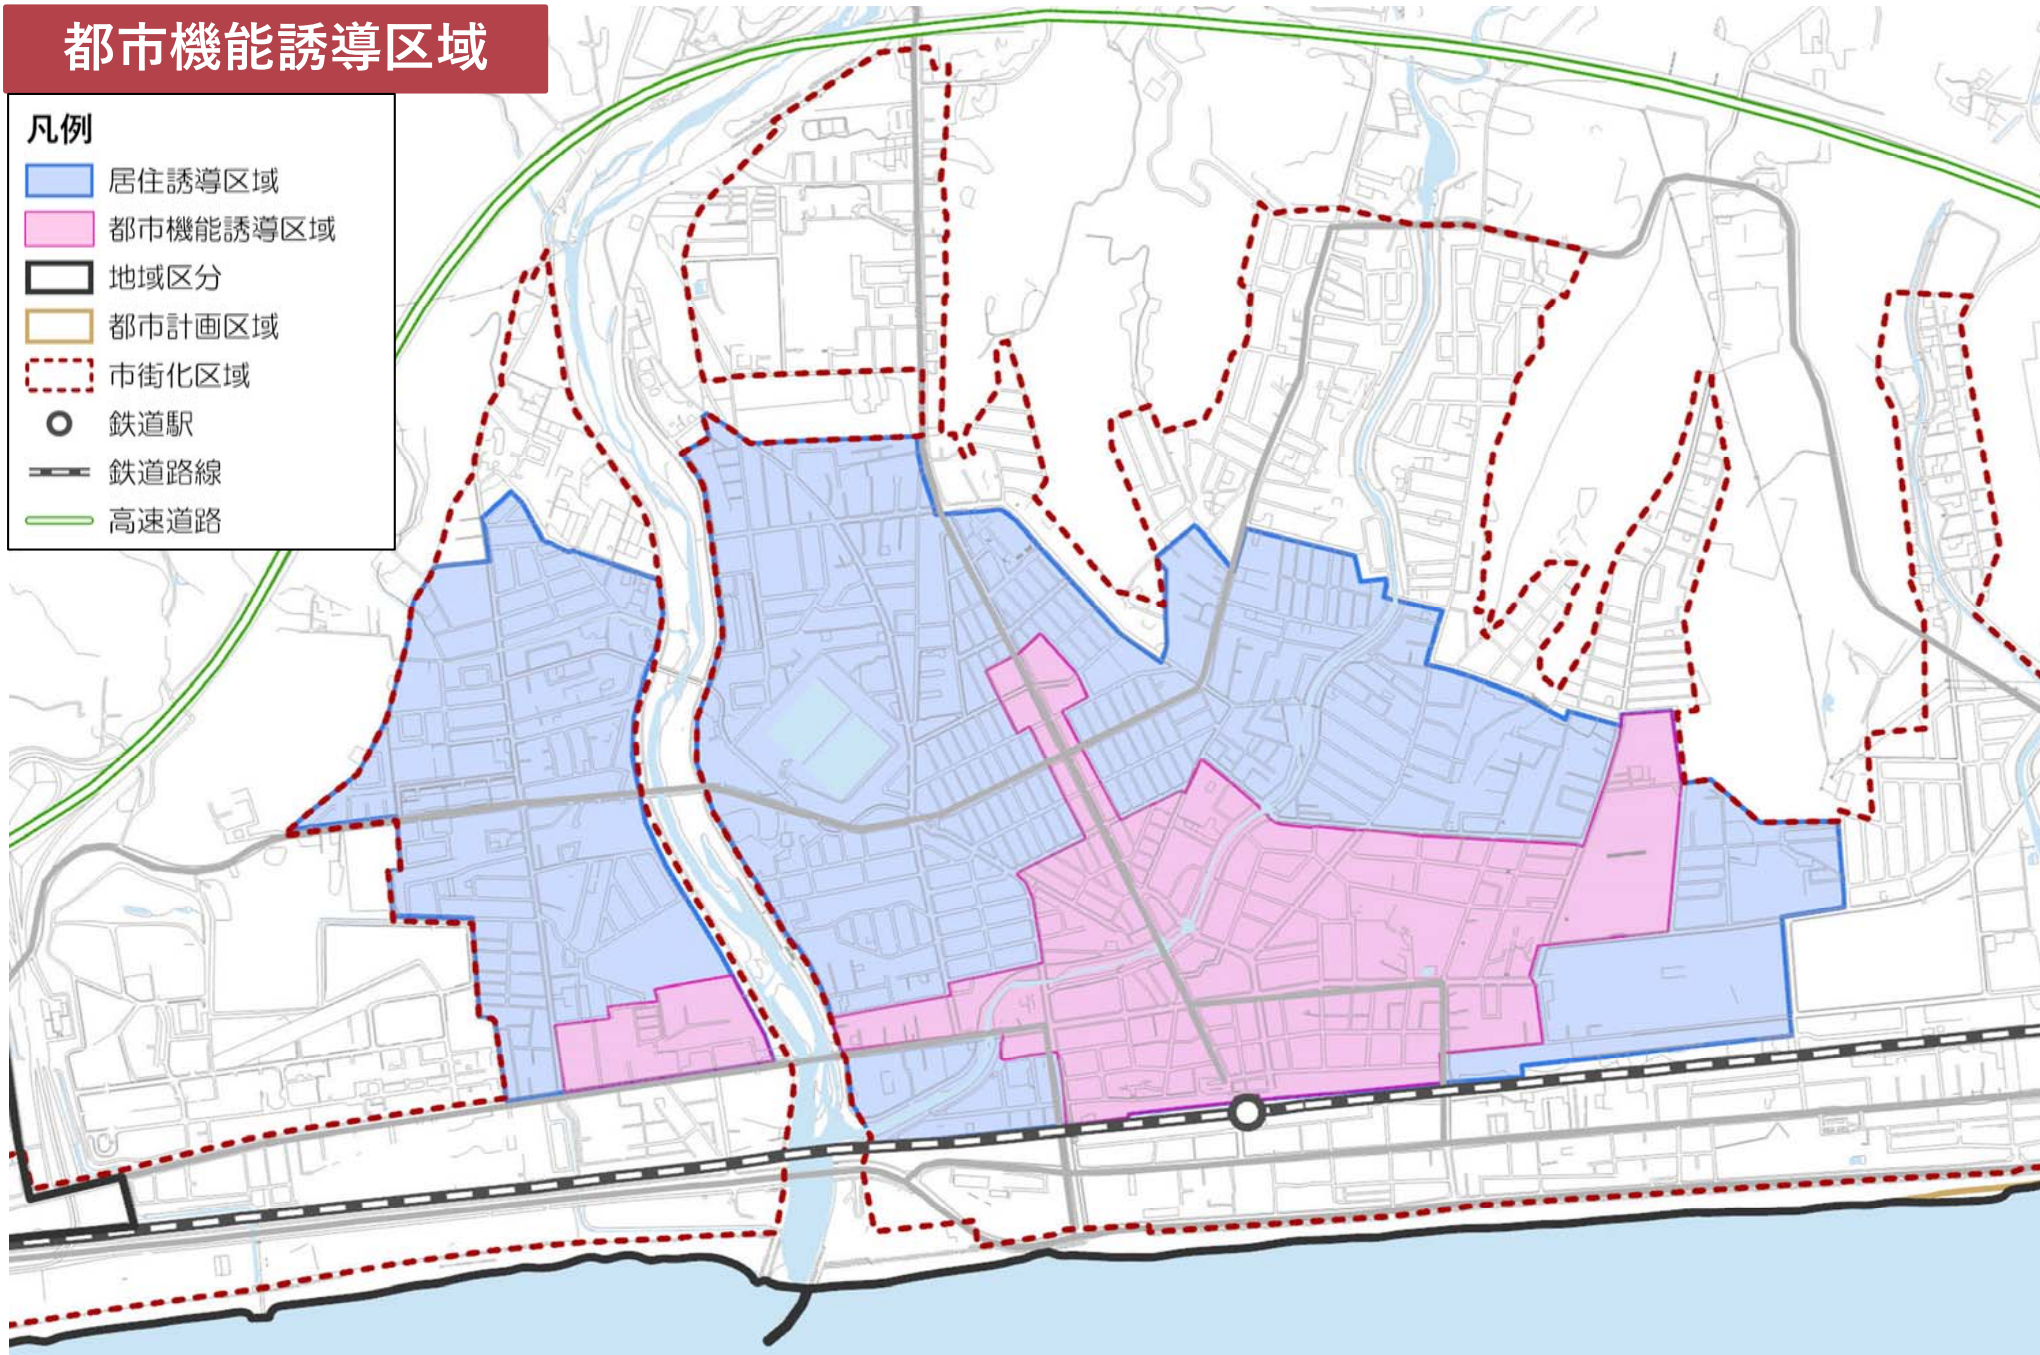 都市機能誘導区域
凡例
居住誘導区域
都市機能誘導区域
地域区分
都市計画区域
市街化区域
鉄道駅
鉄道路線
高速道路